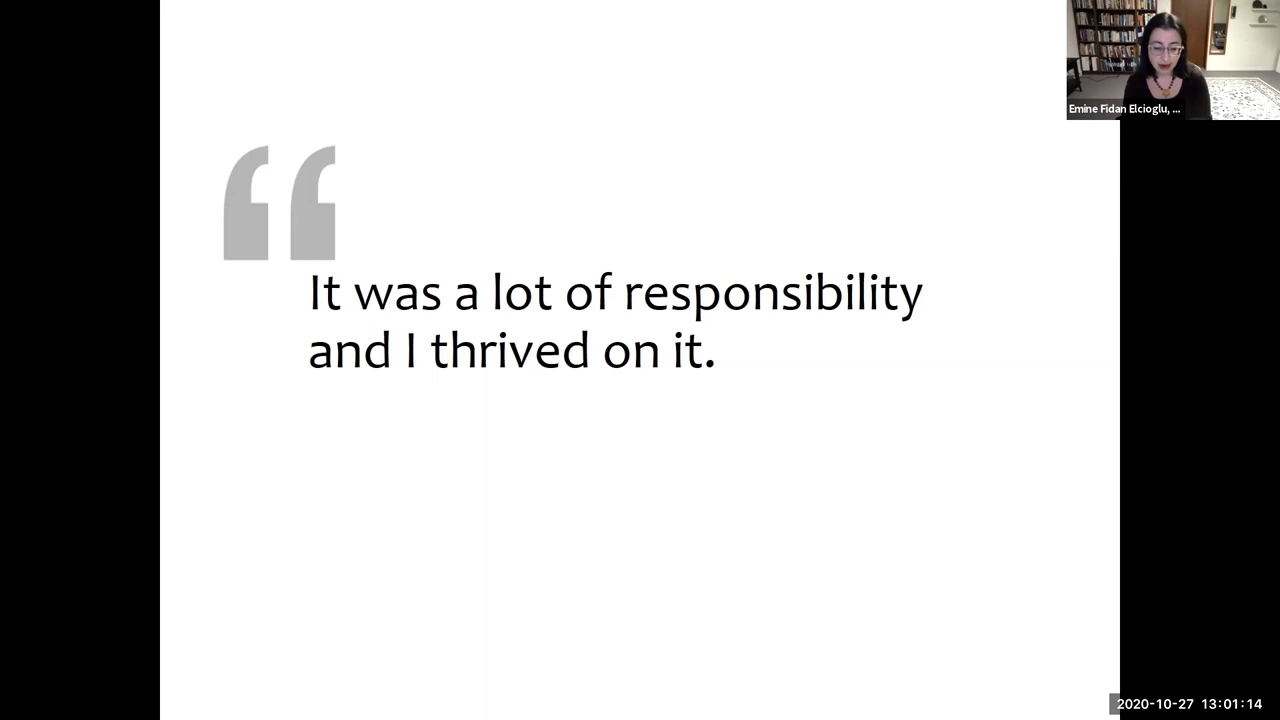 Emine Fidan Elcioglu, ...
“
It was a lot of responsibility
and I thrived on it.
2020-10-27 13:01:14